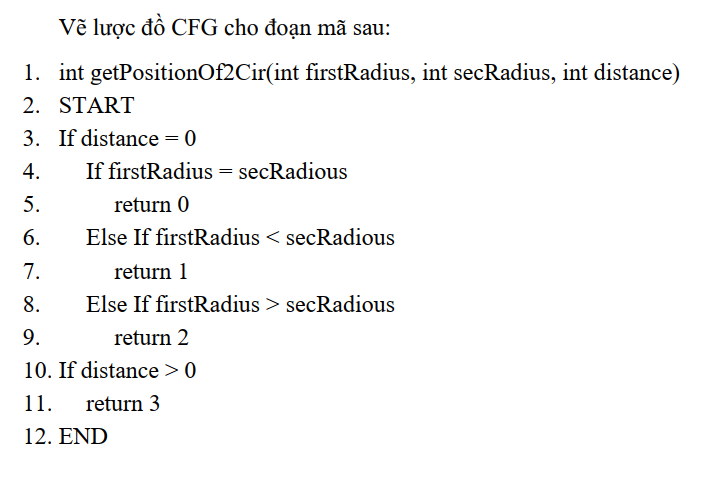 Vẽ lược đồ CFG cho đoạn mã sau:
1. int getPositionOf2Cir(int firstRadius, int secRadius, int distance)
2. START
3. If distance = 0
4. If firstRadius = secRadious
5. return 0
6. Else If firstRadius < secRadious
7. return 1
8. Else If firstRadius > secRadious
9. return 2
10. If distance > 0
11. return 3
12. END